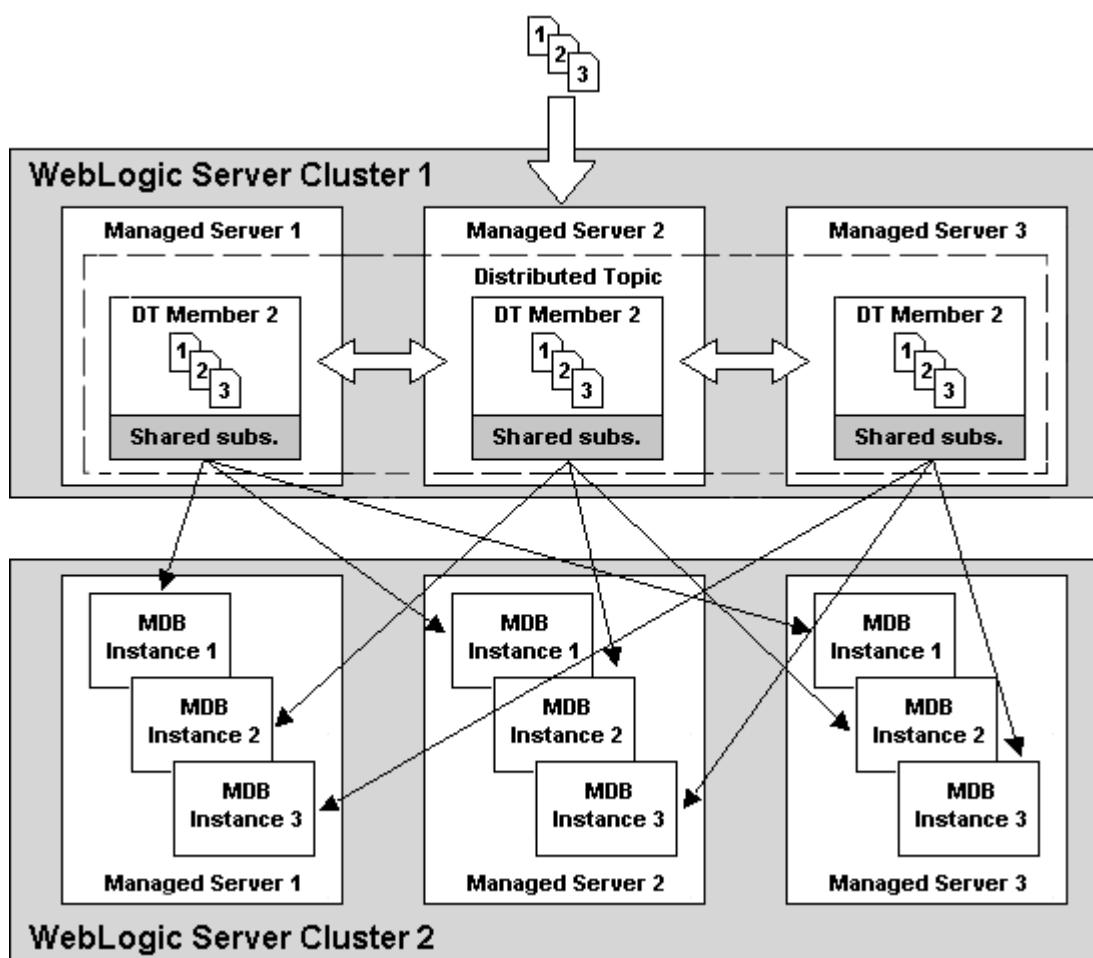 1
2
3
WebLogic Server Cluster 1
Managed Server 1
Managed Server 2
Managed Server 3
Distributed Topic
DT Member 2
1
2
3
Shared subs.
DT Member 2
1
2
3
Shared subs.
DT Member 2
1
2
3
Shared subs.
MDB
Instance 1
MDB
Instance 2
MDB
Instance 3
Managed Server 1
MDB
Instance 1
MDB
Instance 2
MDB
Instance 3
Managed Server 2
MDB
Instance 1
MDB
Instance 2
MDB
Instance 3
Managed Server 3
WebLogic Server Cluster 2